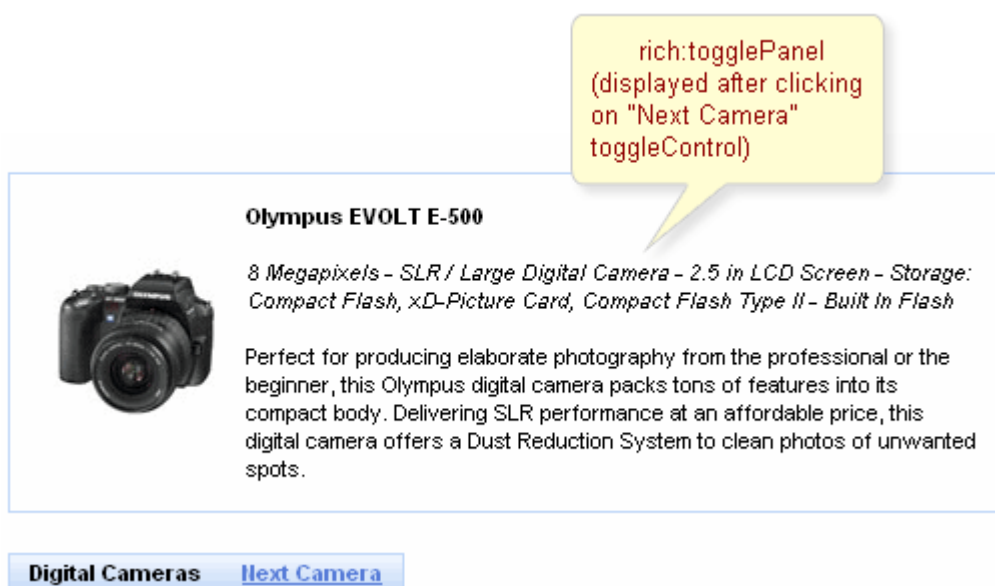 rich:togglePanel
(displayed after clicking
on "Next Camera"
toggleControl)
Olympus EVOLT E-500
8 Megapixels - SLR / Large Digital Camera - 2.5 in LCD Screen - Storage:
Compact Flash, xD-Picture Card, Compact Flash Type II - Built In Flash
Perfect for producing elaborate photography from the professional or the
beginner, this Olympus digital camera packs tons of features into its
compact body. Delivering SLR performance at an affordable price, this
digital camera offers a Dust Reduction System to clean photos of unwanted
spots.
OLYMPUS
Digital Cameras Next Camera